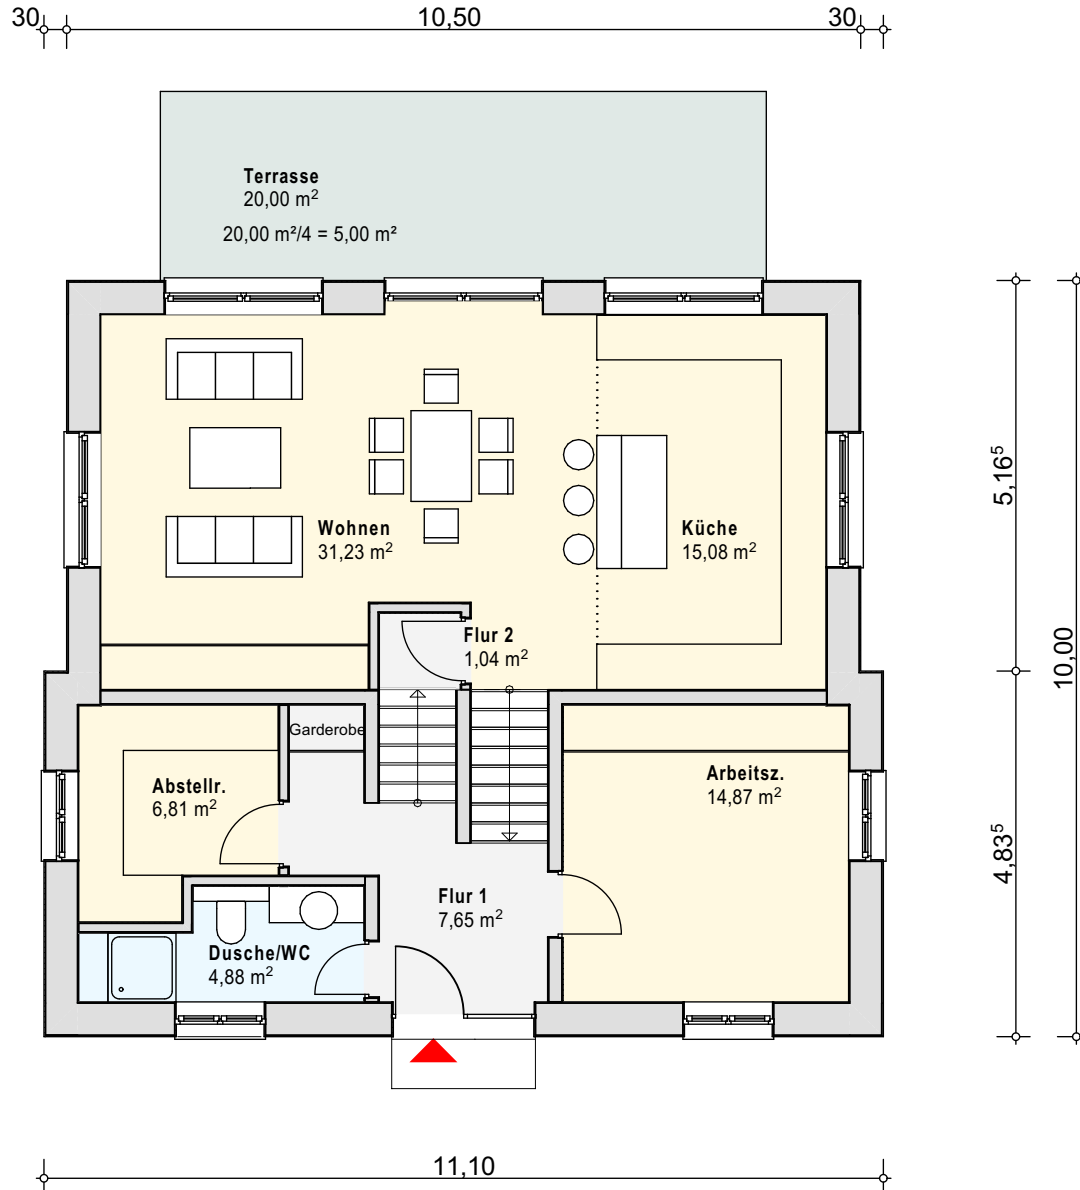 30
10,50
30
Terrasse
20,00 m²
20,00 m²/4 = 5,00 m²
5,16⁵
Wohnen
31,23 m²
Küche
15,08 m²
Flur 2
1,04 m²
10,00
Garderobe
Abstellr.
6,81 m²
Arbeitsz.
14,87 m²
4,83⁵
Flur 1
7,65 m²
Dusche/WC
4,88 m²
11,10